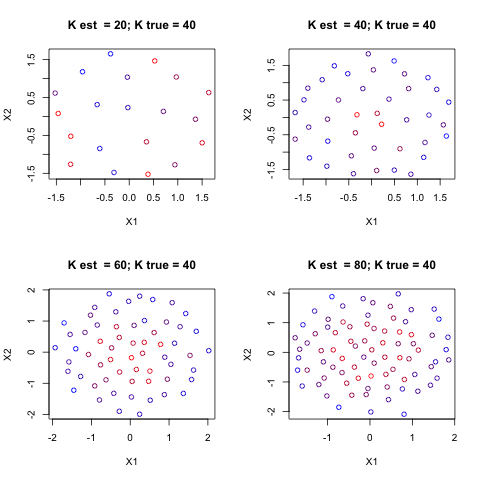 K est = 20; K true = 40
1.5
0.5
-0.5
-1.5
X2
-1.5 -0.5 0.0 0.5 1.0 1.5
X1
K est = 40; K true = 40
1.5
0.5
-0.5
-1.5
X2
-1.5 -0.5 0.5 1.5
X1
K est = 60; K true = 40
2
1
0
-1
-2
X2
-2 -1 0 1 2
X1
K est = 80; K true = 40
2
1
0
-1
-2
X2
-1 0 1 2
X1